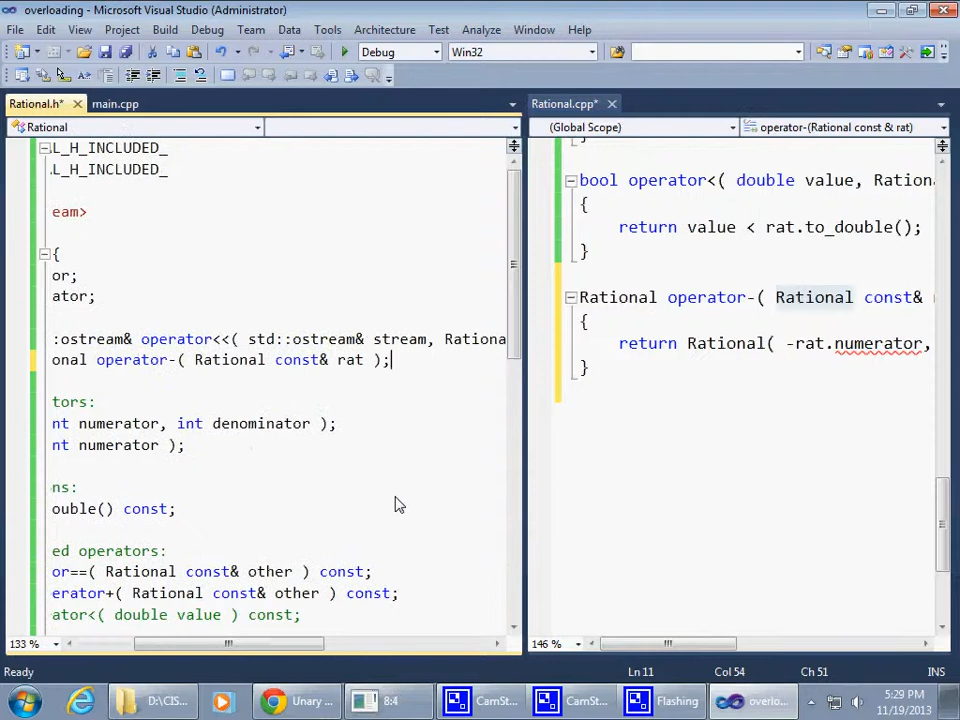 overloading - Microsoft Visual Studio (Administrator)
File Edit View Project Build Debug Team Data Tools Architecture Test Window Analyze Help
Debug Win32
Rational.h* main.cpp Rational.cpp*
Rational (Global Scope) operator-(Rational const & rat)
L_H_INCLUDED_
L_H_INCLUDED_
eam>
{
or;
ator;
:ostream& operator<<( std::ostream& stream, Rationa
onal operator-( Rational const& rat );
tors:
nt numerator, int denominator );
nt numerator );
ns:
ouble() const;
ed operators:
or==( Rational const& other ) const;
erator+( Rational const& other ) const;
ator<( double value ) const;
bool operator<( double value, Ration
{
return value < rat.to_double();
}
Rational operator-( Rational const&
{
return Rational( -rat.numerator,
}
133 % 146 %
Ready Ln 11 Col 54 Ch 51 INS
D:\CIS... Unary ... 8:4 CamSt... CamSt... Flashing overloa... 5:29 PM
11/19/2013